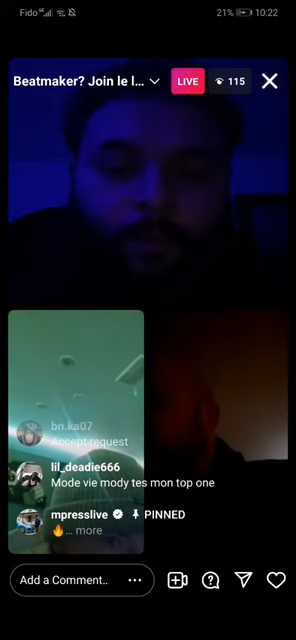 Fido 21% 10:22
Beatmaker? Join le l... LIVE 115
bn.ka07
Accept request
lil_deadie666
Mode vie mody tes mon top one
mpresslive PINNED
🔥... more
Add a Comment..